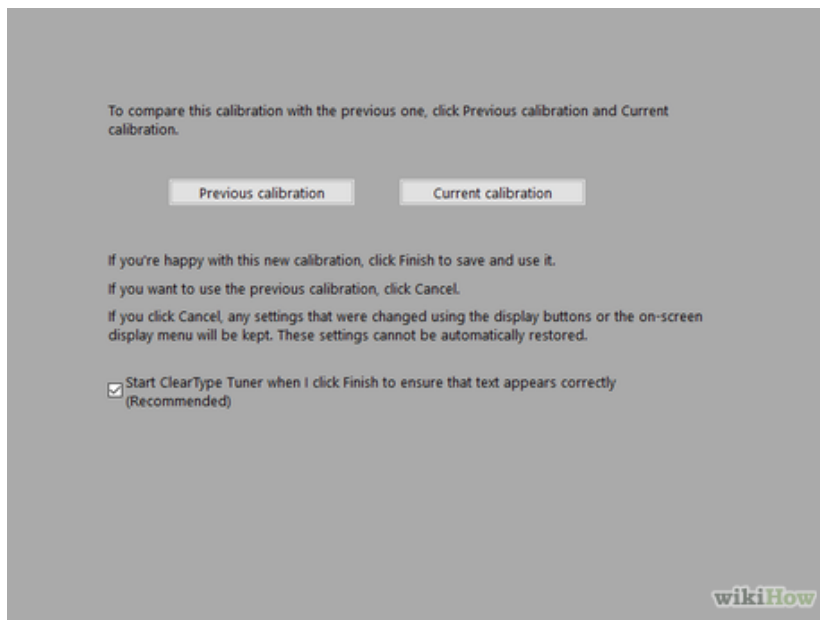 To compare this calibration with the previous one, click Previous calibration and Current
calibration.
Previous calibration
Current calibration
If you're happy with this new calibration, click Finish to save and use it.
If you want to use the previous calibration, click Cancel.
If you click Cancel, any settings that were changed using the display buttons or the on-screen
display menu will be kept. These settings cannot be automatically restored.
Start ClearType Tuner when I click Finish to ensure that text appears correctly
(Recommended)
wikiHow